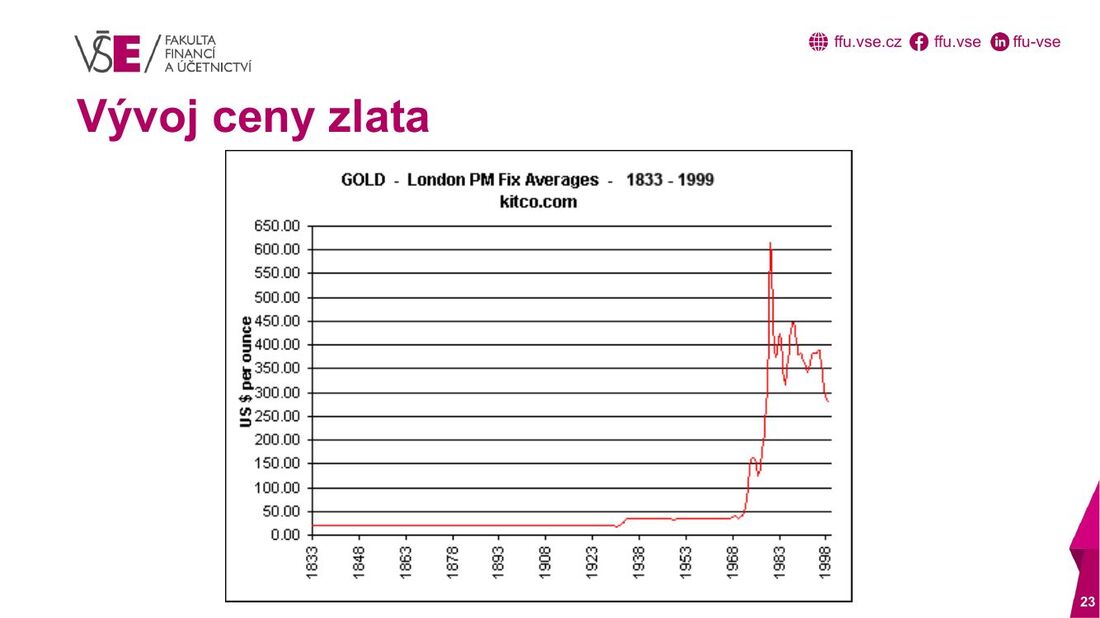 VŠE
FAKULTA
FINANCÍ
A ÚČETNICTVÍ
ffu.vse.cz ffu.vse ffu-vse
Vývoj ceny zlata
GOLD - London PM Fix Averages - 1833 - 1999
kitco.com
US $ per ounce
650.00
600.00
550.00
500.00
450.00
400.00
350.00
300.00
250.00
200.00
150.00
100.00
50.00
0.00
1833 1848 1863 1878 1893 1908 1923 1938 1953 1968 1983 1998
23